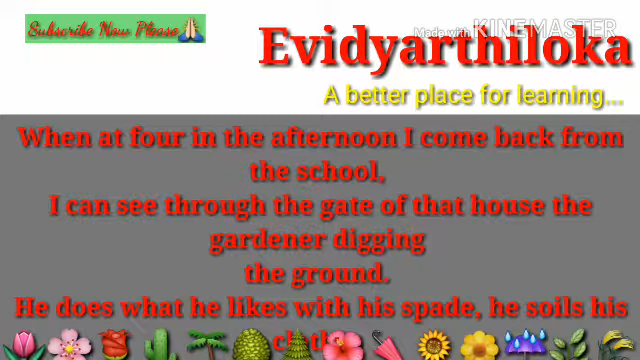 Subscribe Now Please🙏
Made with KINEMASTER
Evidyarthiloka
A better place for learning...
When at four in the afternoon I come back from
the school,
I can see through the gate of that house the
gardener digging
the ground.
He does what he likes with his spade, he soils his